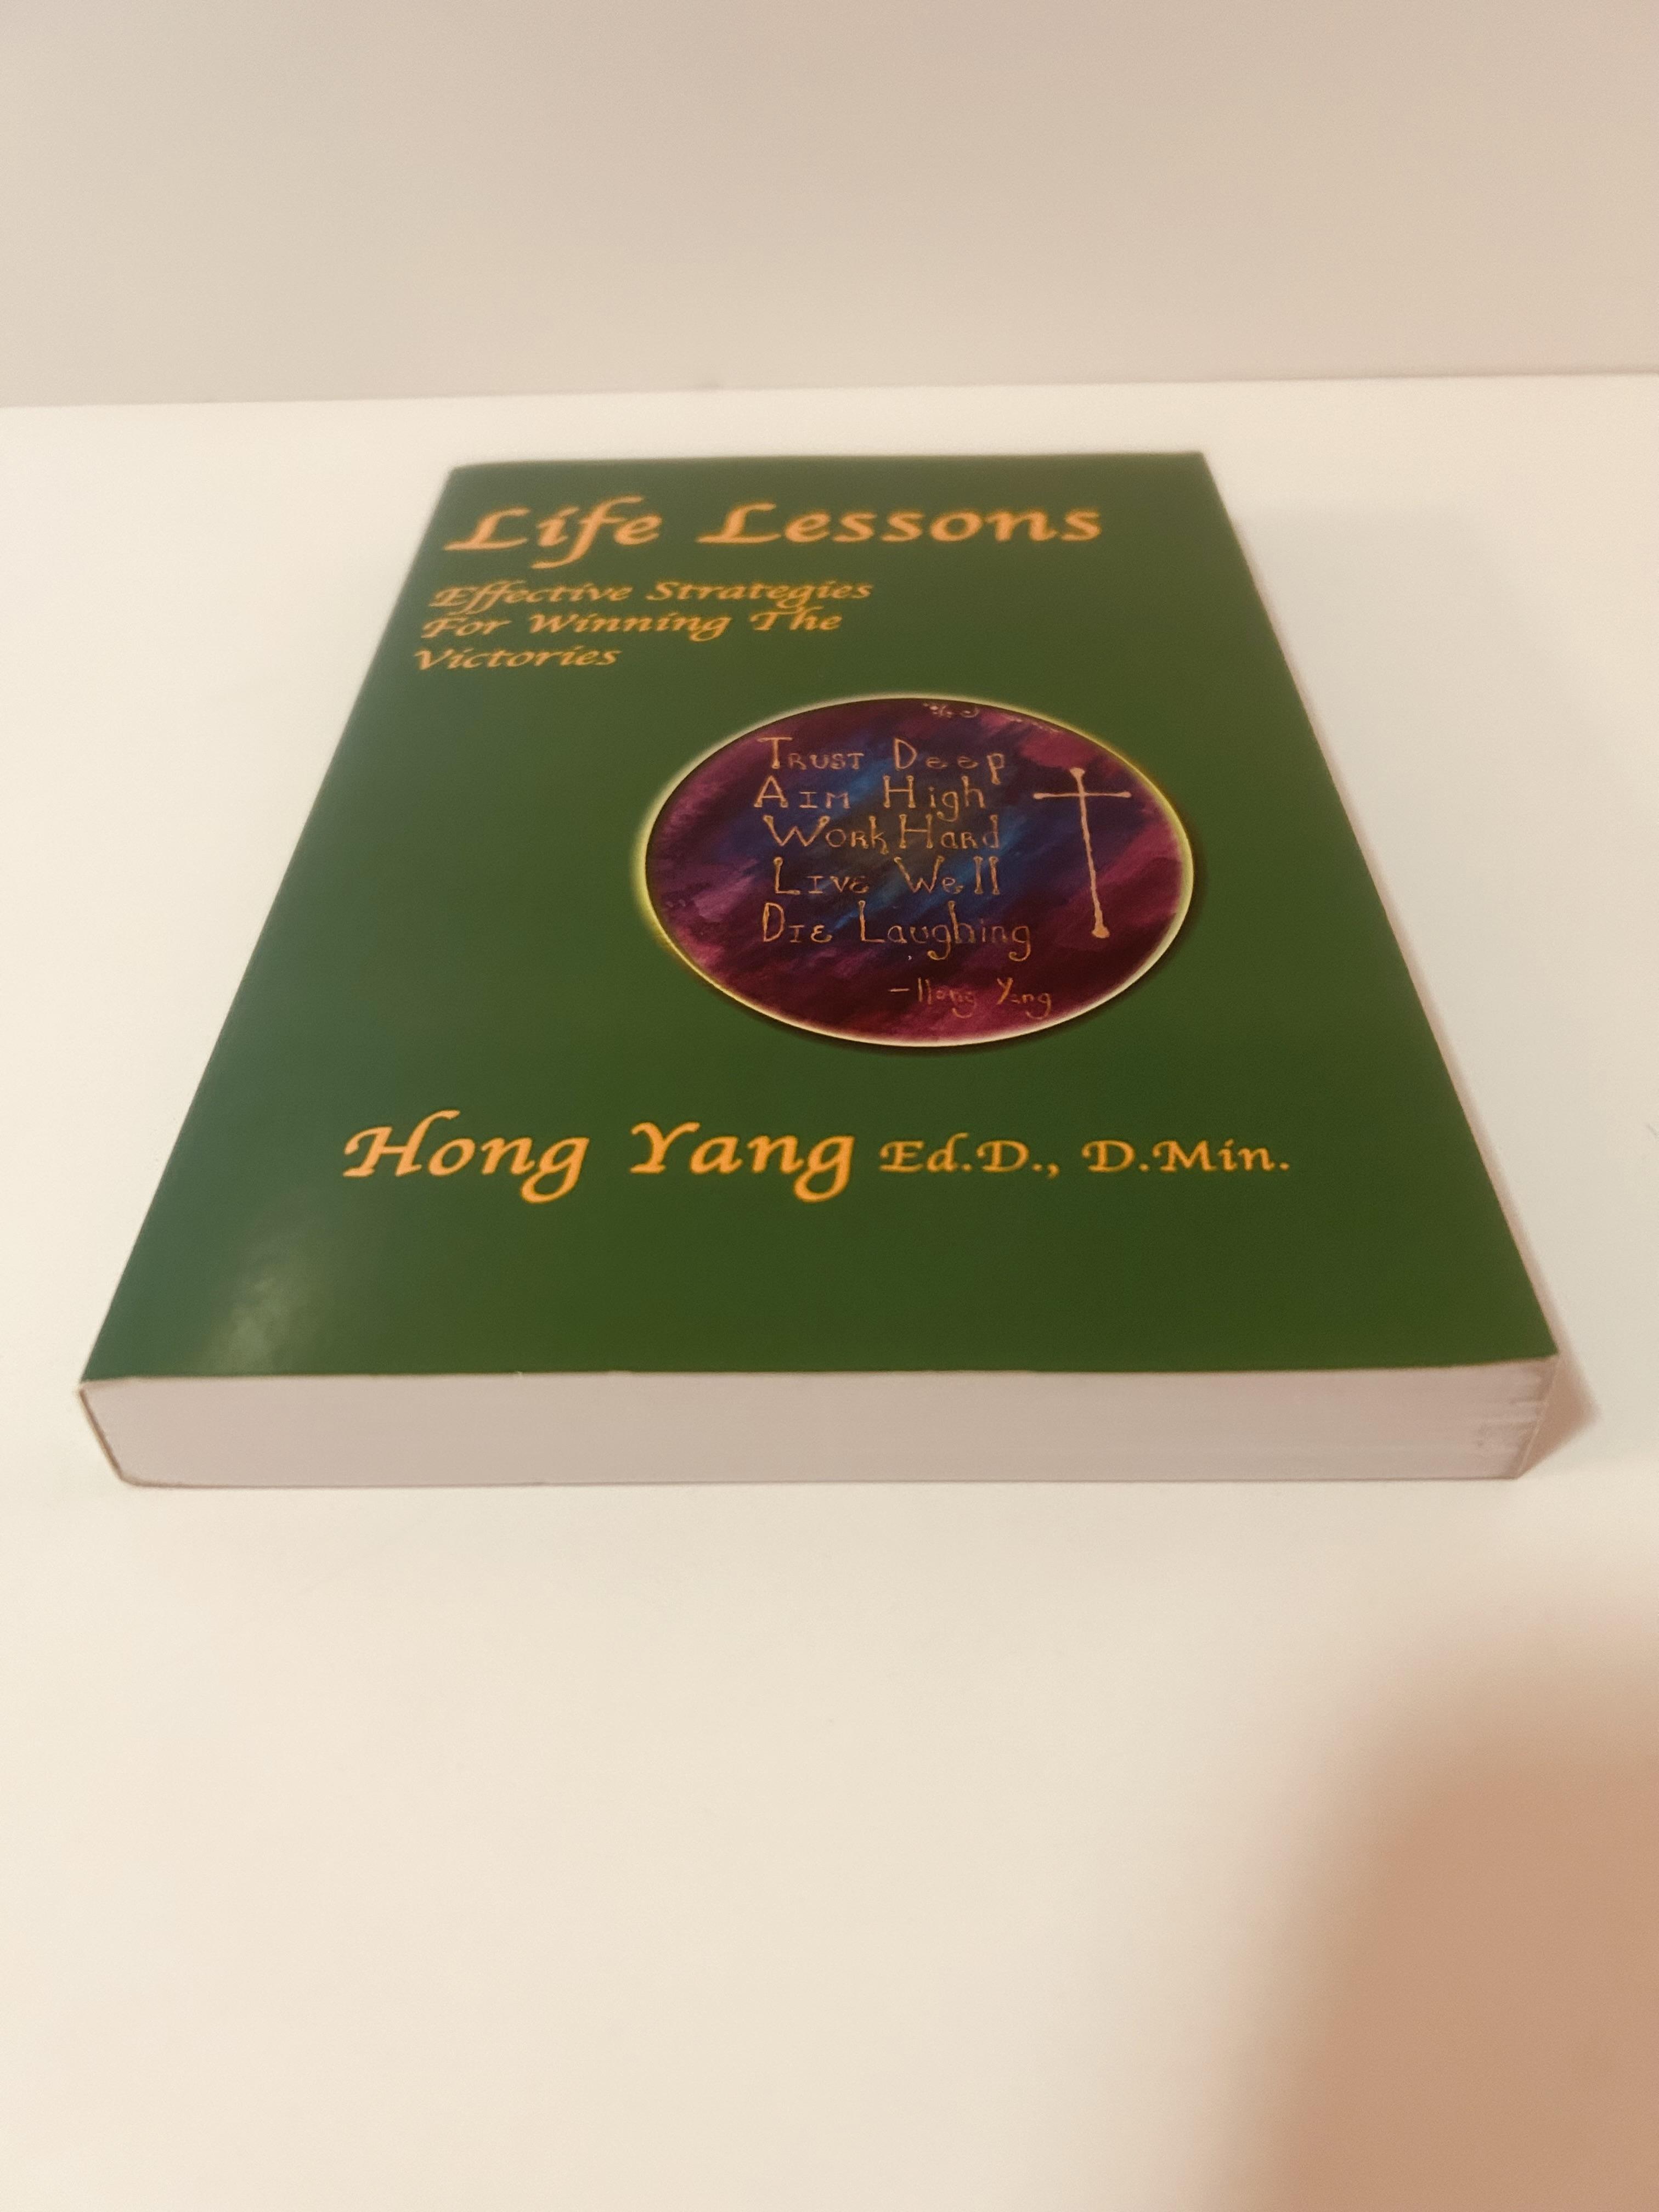 Life Lessons
Effective Strategies
For Winning The
Victories
Trust Deep
Aim High
Work Hard
Live Well
Die Laughing
-Hong Yang
Hong Yang Ed.D., D.Min.